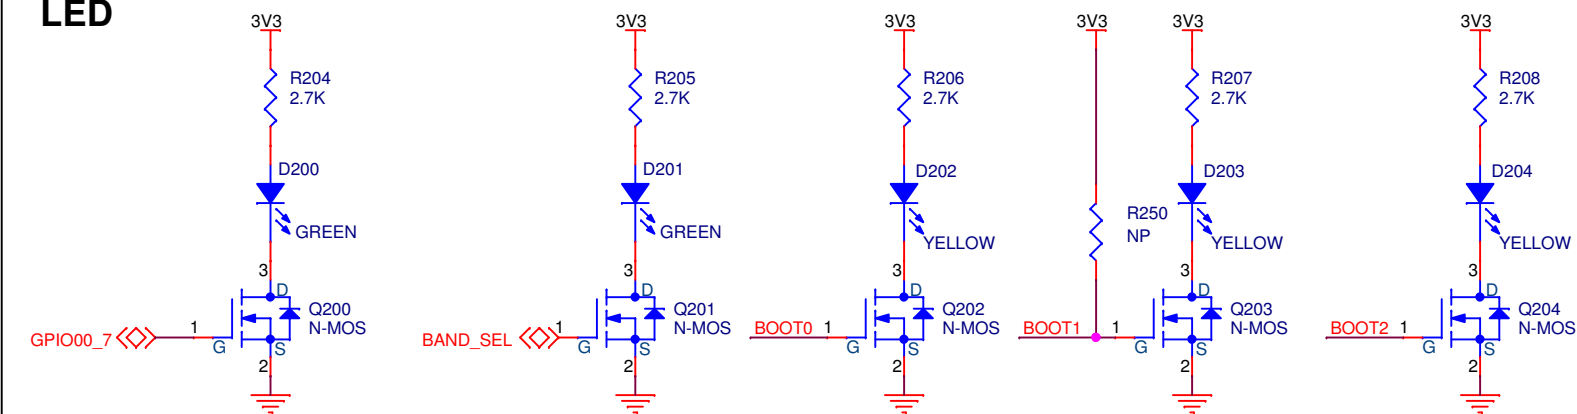 LED
3V3
3V3
3V3
3V3
3V3
3V3
R204
2.7K
R205
2.7K
R206
2.7K
R207
2.7K
R208
2.7K
D200
D201
D202
D203
D204
GREEN
GREEN
YELLOW
R250
NP
YELLOW
YELLOW
3
D
3
D
3
D
3
D
3
D
Q200
N-MOS
Q201
N-MOS
Q202
N-MOS
Q203
N-MOS
Q204
N-MOS
GPIO00_7
1
G
S
BAND_SEL
1
G
S
BOOT0
1
G
S
BOOT1
1
G
S
BOOT2
1
G
S
2
2
2
2
2